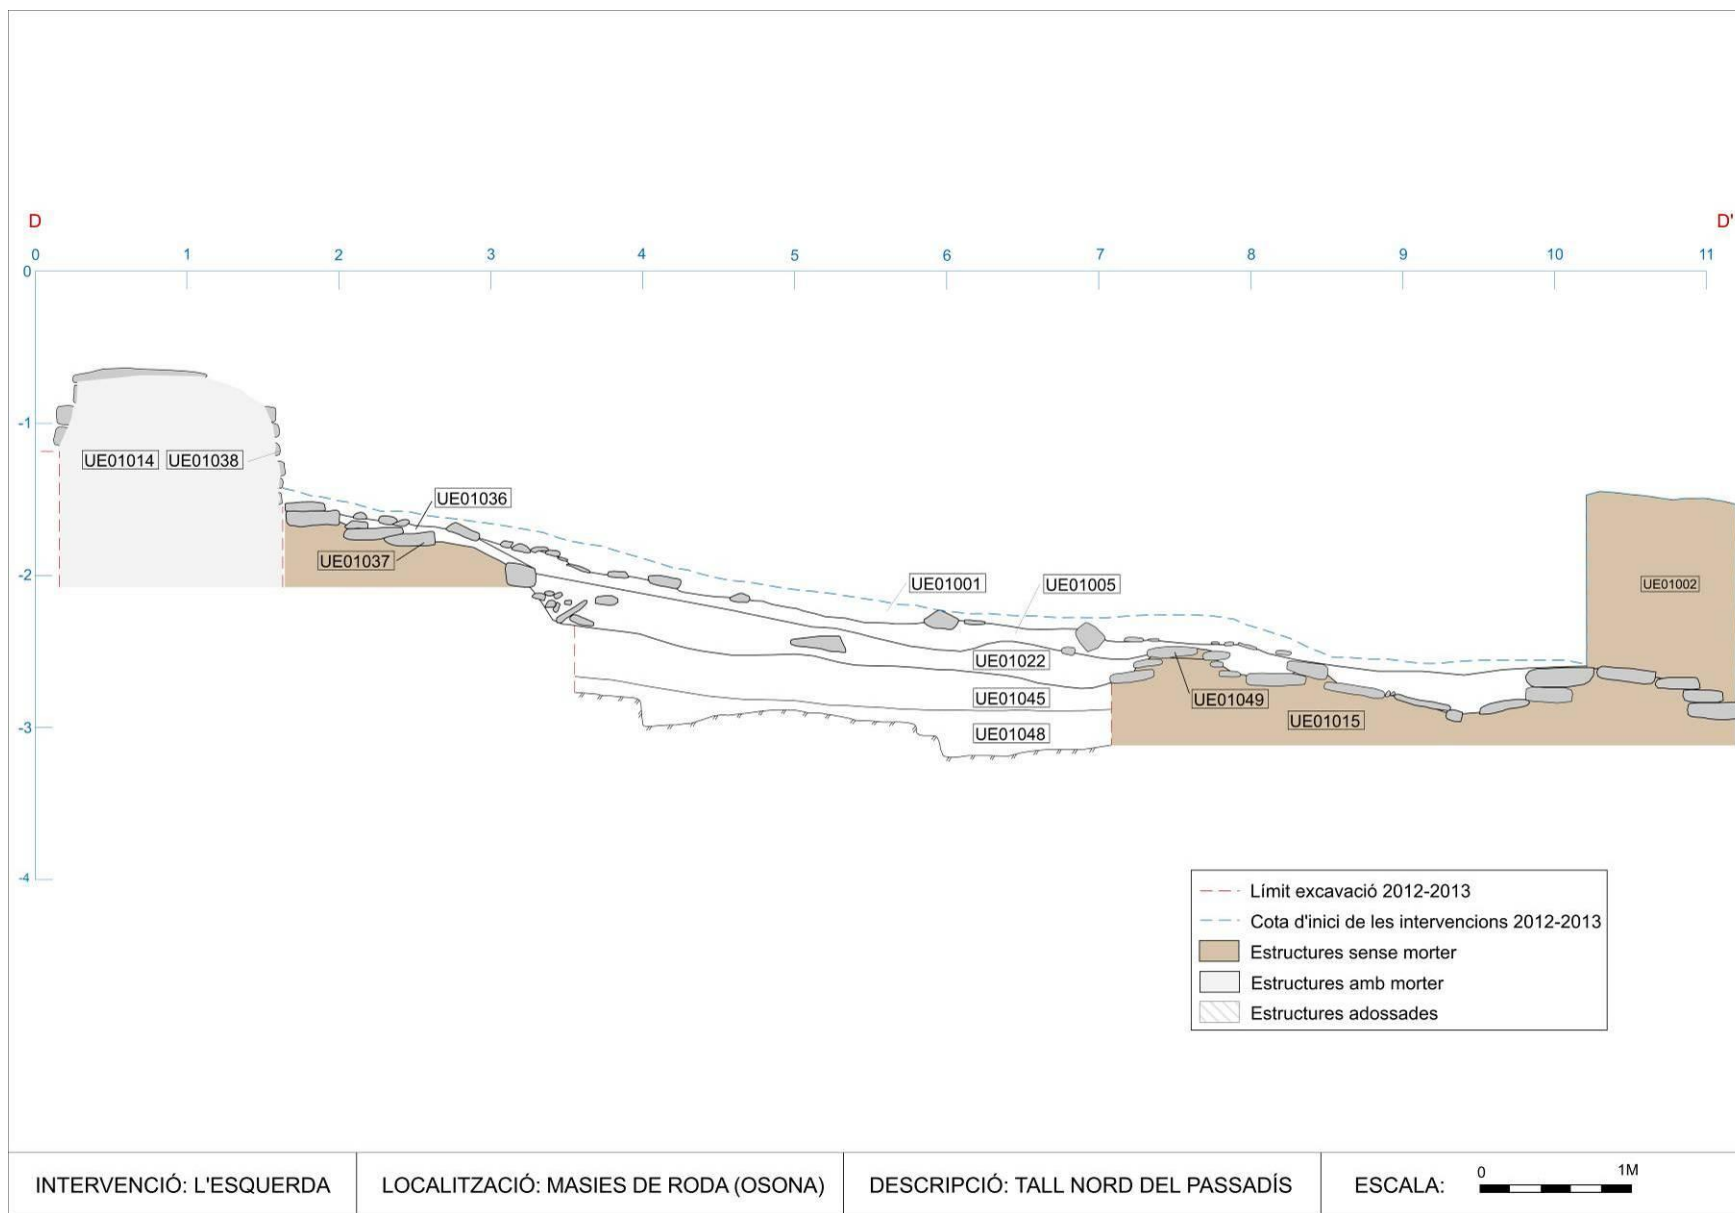 D D'
0 1 2 3 4 5 6 7 8 9 10 11
0
-1
UE01014 UE01038
UE01036
UE01037
-2
UE01001 UE01005
UE01002
UE01022
UE01045
UE01049
UE01015
-3
UE01048
-4
Límit excavació 2012-2013
Cota d'inici de les intervencions 2012-2013
Estructures sense morter
Estructures amb morter
Estructures adossades
INTERVENCIÓ: L'ESQUERDA
LOCALITZACIÓ: MASIES DE RODA (OSONA)
DESCRIPCIÓ: TALL NORD DEL PASSADÍS
ESCALA:
0 1M